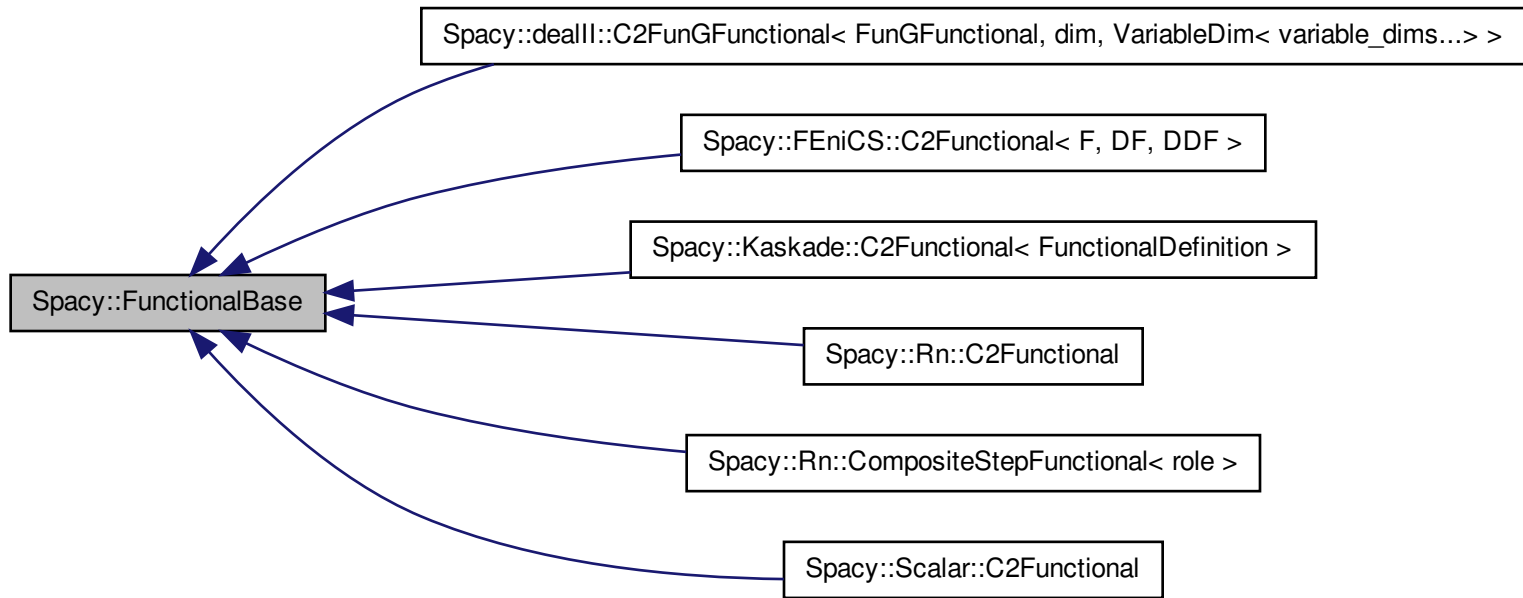 Spacy::dealII::C2FunGFunctional< FunGFunctional, dim, VariableDim< variable_dims...> >
Spacy::FEniCS::C2Functional< F, DF, DDF >
Spacy::Kaskade::C2Functional< FunctionalDefinition >
Spacy::FunctionalBase
Spacy::Rn::C2Functional
Spacy::Rn::CompositeStepFunctional< role >
Spacy::Scalar::C2Functional